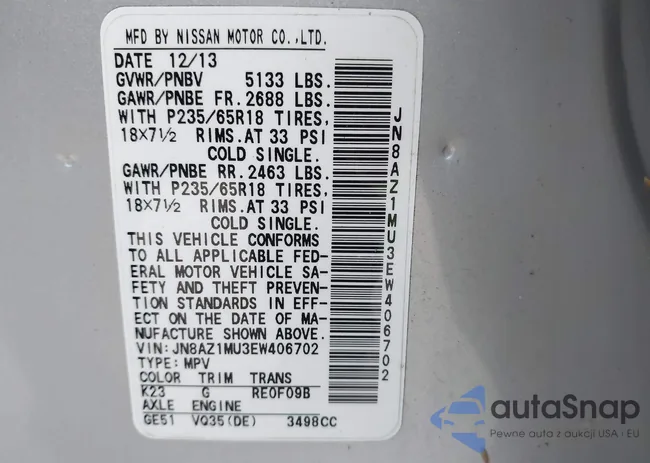 MFD BY NISSAN MOTOR CO.,LTD.
DATE 12/13
GVWR/PNBV 5133 LBS.
GAWR/PNBE FR.2688 LBS.
WITH P235/65R18 TIRES,
18X7½ RIMS.AT 33 PSI
COLD SINGLE.
GAWR/PNBE RR.2463 LBS.
WITH P235/65R18 TIRES,
18X7½ RIMS.AT 33 PSI
COLD SINGLE.
THIS VEHICLE CONFORMS
TO ALL APPLICABLE FED-
ERAL MOTOR VEHICLE SA-
FETY AND THEFT PREVEN-
TION STANDARDS IN EFF-
ECT ON THE DATE OF MA-
NUFACTURE SHOWN ABOVE.
VIN:JN8AZ1MU3EW406702
TYPE:MPV
COLOR TRIM TRANS
K23 G RE0F09B
AXLE ENGINE
GE51 VQ35(DE) 3498CC
JN8AZ1MU3EW406702
autaSnap
Pewne auto z aukcji USA i EU